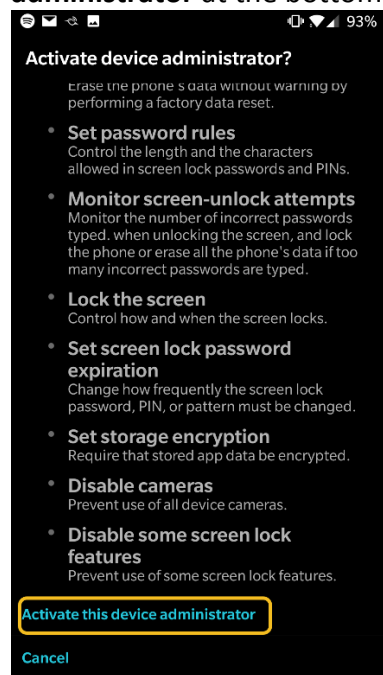 administrator at the bottom
93%
Activate device administrator?
Erase the phone's data without warning by
performing a factory data reset.
• Set password rules
Control the length and the characters
allowed in screen lock passwords and PINs.
• Monitor screen-unlock attempts
Monitor the number of incorrect passwords
typed. when unlocking the screen, and lock
the phone or erase all the phone's data if too
many incorrect passwords are typed.
• Lock the screen
Control how and when the screen locks.
• Set screen lock password
expiration
Change how frequently the screen lock
password, PIN, or pattern must be changed.
• Set storage encryption
Require that stored app data be encrypted.
• Disable cameras
Prevent use of all device cameras.
• Disable some screen lock
features
Prevent use of some screen lock features.
Activate this device administrator
Cancel